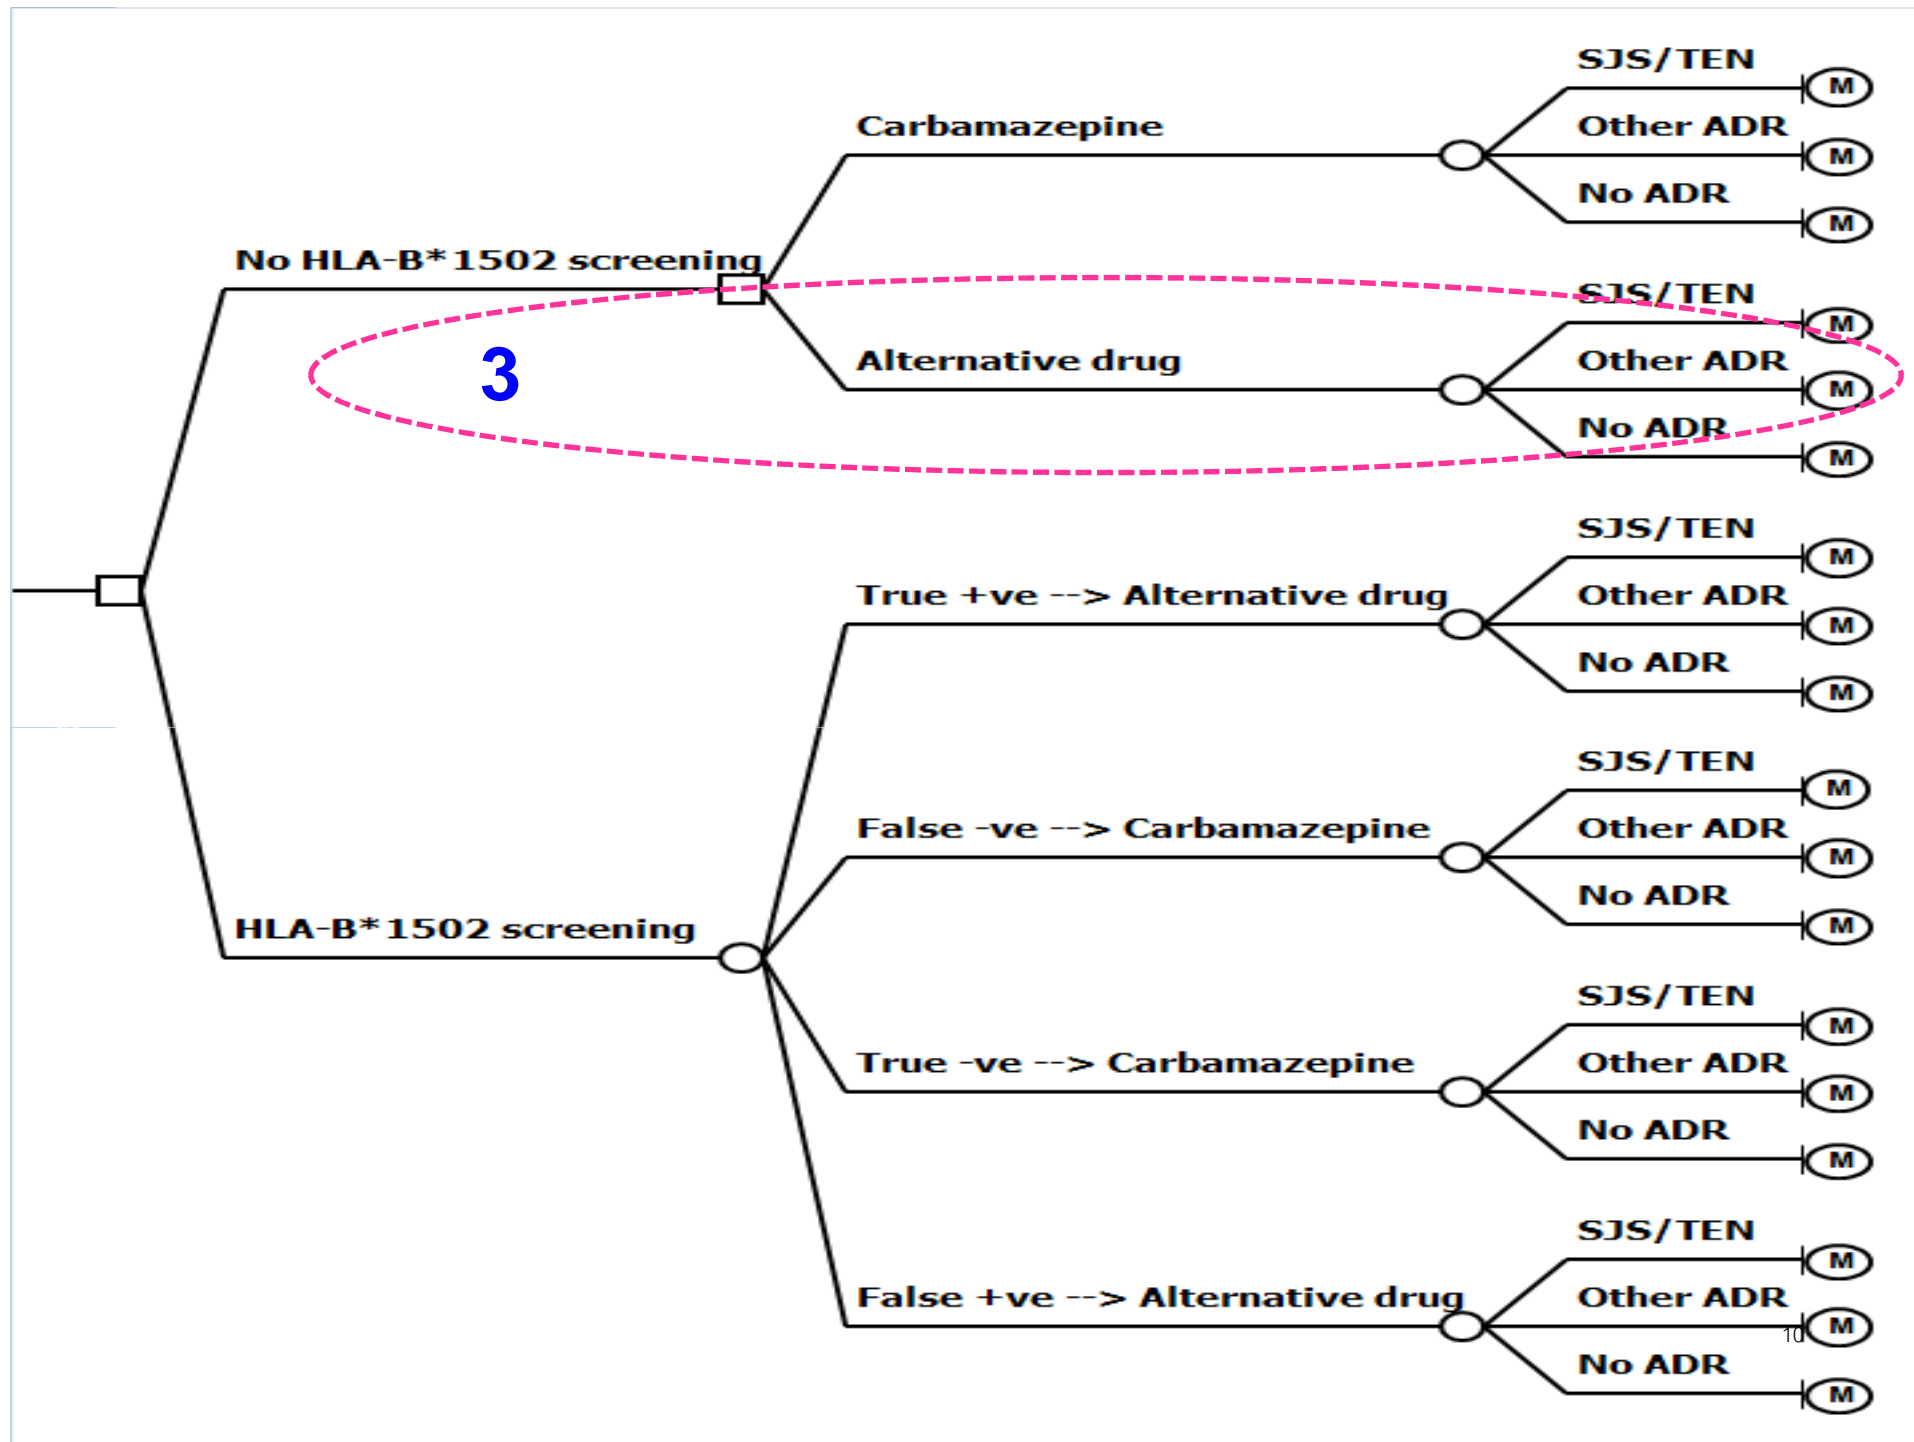 SJS/TEN
M
Carbamazepine
Other ADR
M
No ADR
M
No HLA-B*1502 screening
SJS/TEN
M
3
Alternative drug
Other ADR
M
No ADR
M
SJS/TEN
M
True +ve --> Alternative drug
Other ADR
M
No ADR
M
SJS/TEN
M
False -ve --> Carbamazepine
Other ADR
M
No ADR
M
HLA-B*1502 screening
SJS/TEN
M
True -ve --> Carbamazepine
Other ADR
M
No ADR
M
SJS/TEN
M
False +ve --> Alternative drug
Other ADR
M
10
No ADR
M